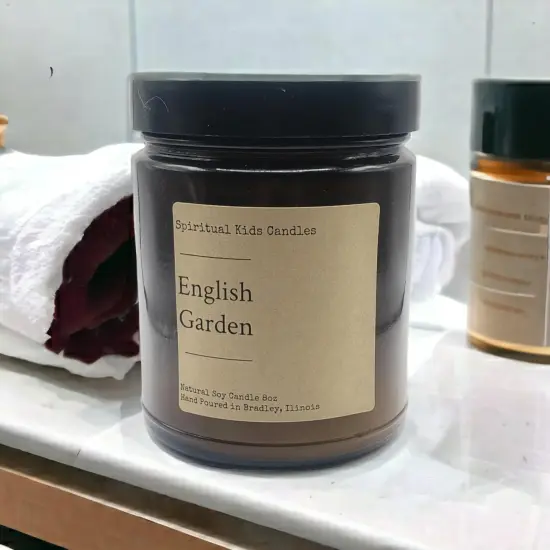 Spiritual Kids Candles
English
Garden
Natural Soy Candle 8oz
Hand Poured in Bradley, Ilinois